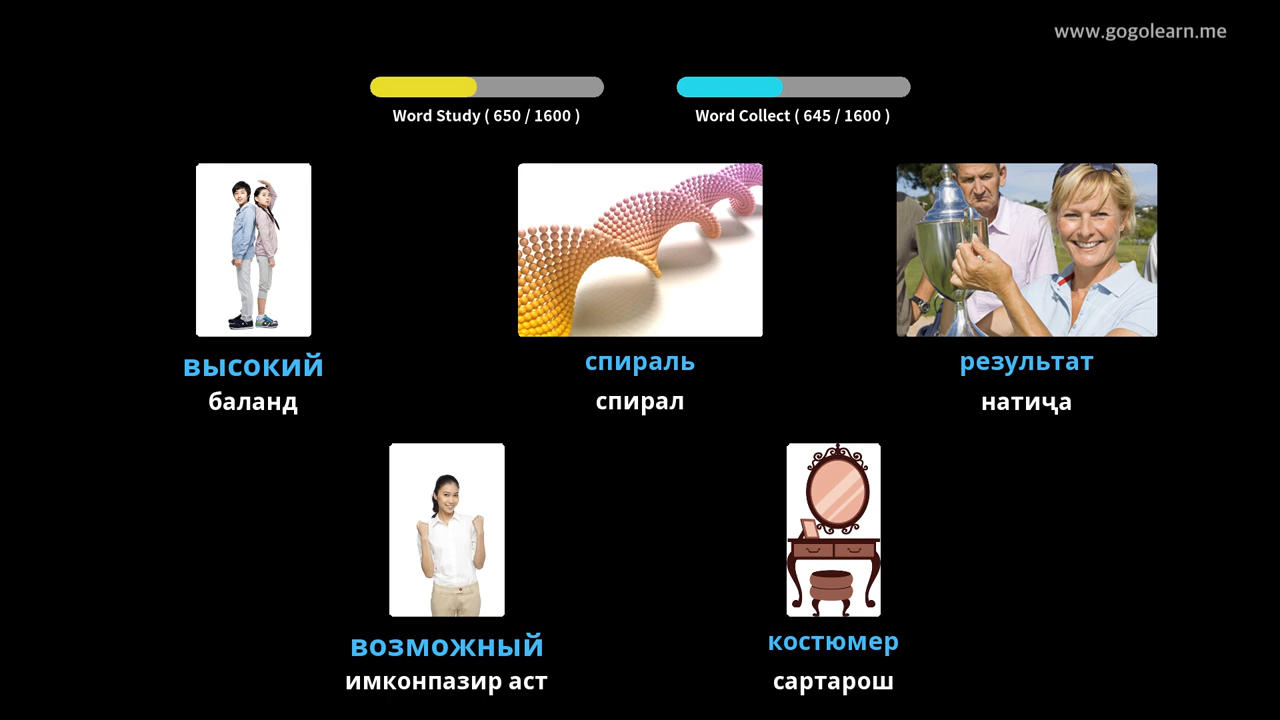 www.gogolearn.me
Word Study ( 650 / 1600 )
Word Collect ( 645 / 1600 )
высокий
баланд
спираль
спирал
результат
натиҷа
возможный
имконпазир аст
костюмер
сартарош